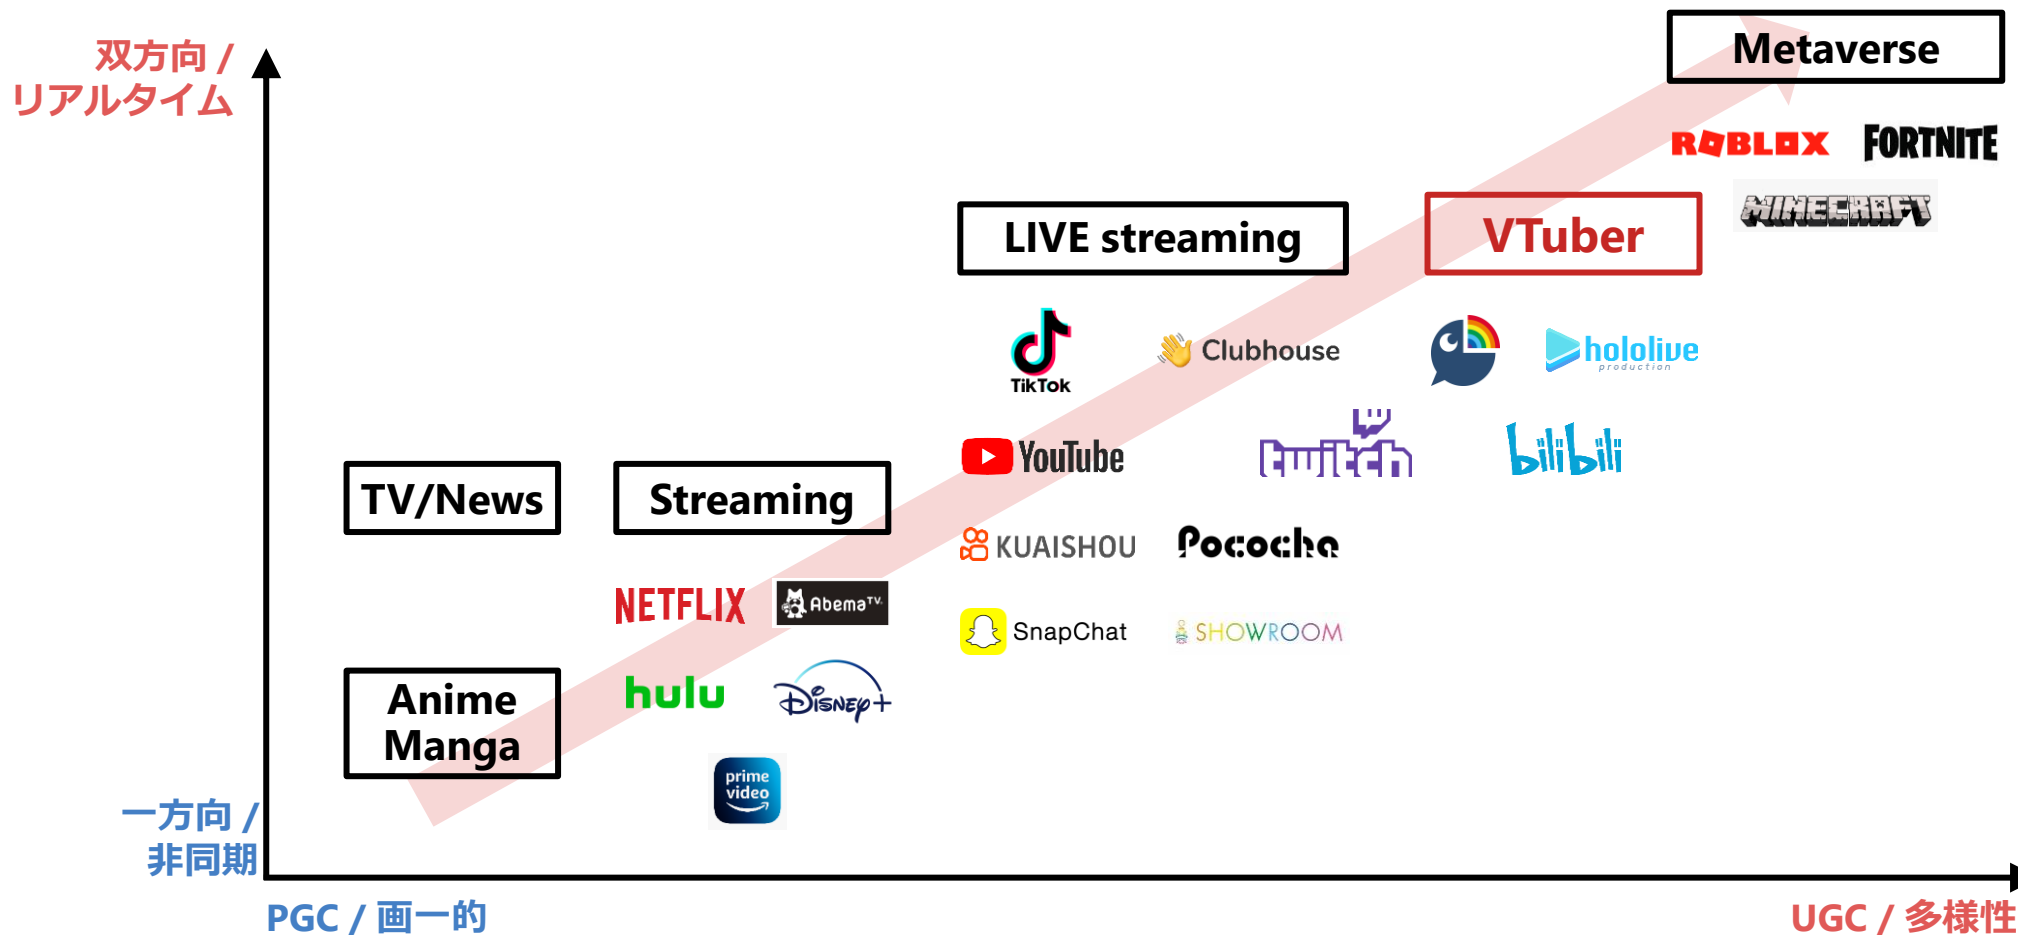 双方向 /
リアルタイム
Metaverse
ROBLOX FORTNITE
MINECRAFT
LIVE streaming
VTuber
TikTok
Clubhouse
hololive
production
YouTube
twitch
bilibili
TV/News
Streaming
KUAISHOU
Pococha
NETFLIX
AbemaTV.
SnapChat
SHOWROOM
Anime
Manga
hulu
Disney+
prime
video
一方向 /
非同期
PGC / 画一的
UGC / 多様性